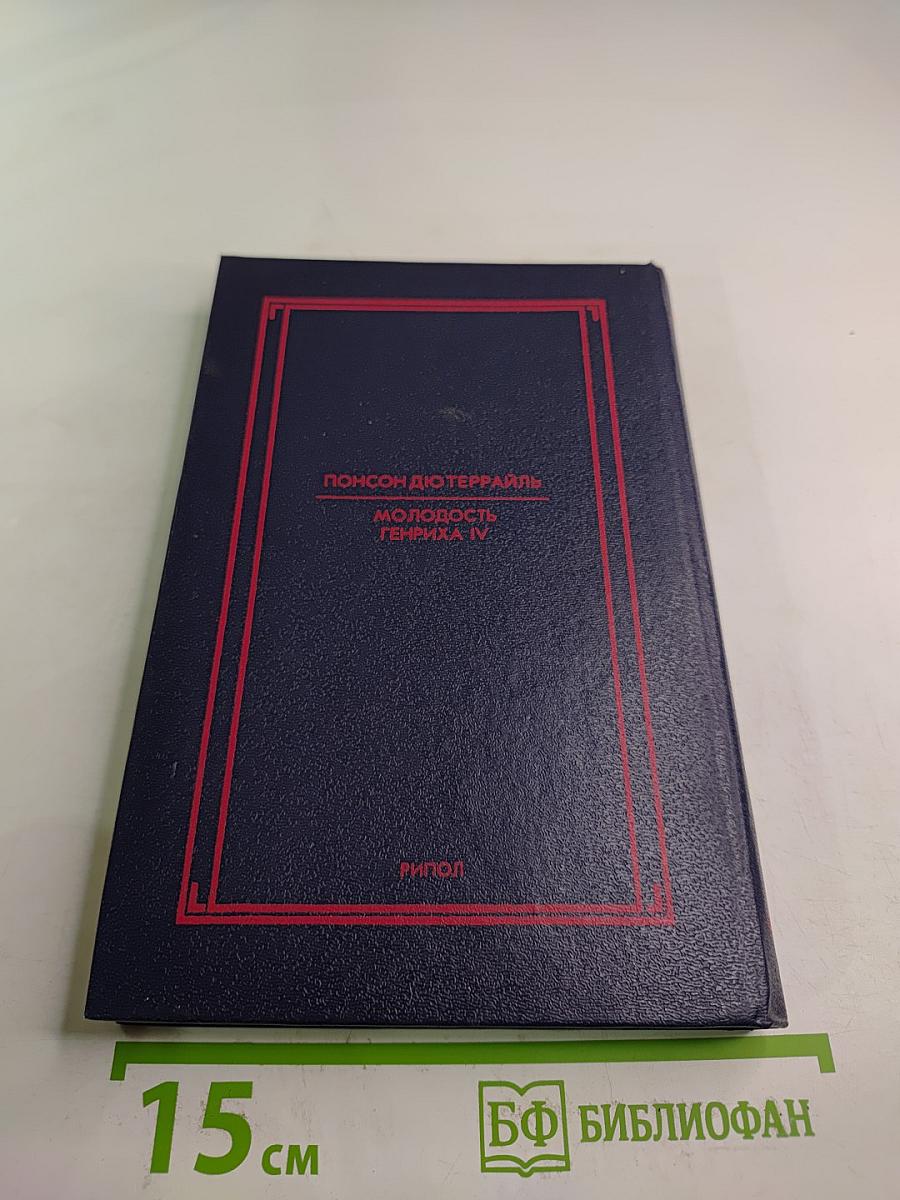 ПОНСОН ДЮ ТЕРРАЙЛЬ
МОЛОДОСТЬ
ГЕНРИХА IV
РИПОЛ
15 см
БФ БИБЛИОФАН